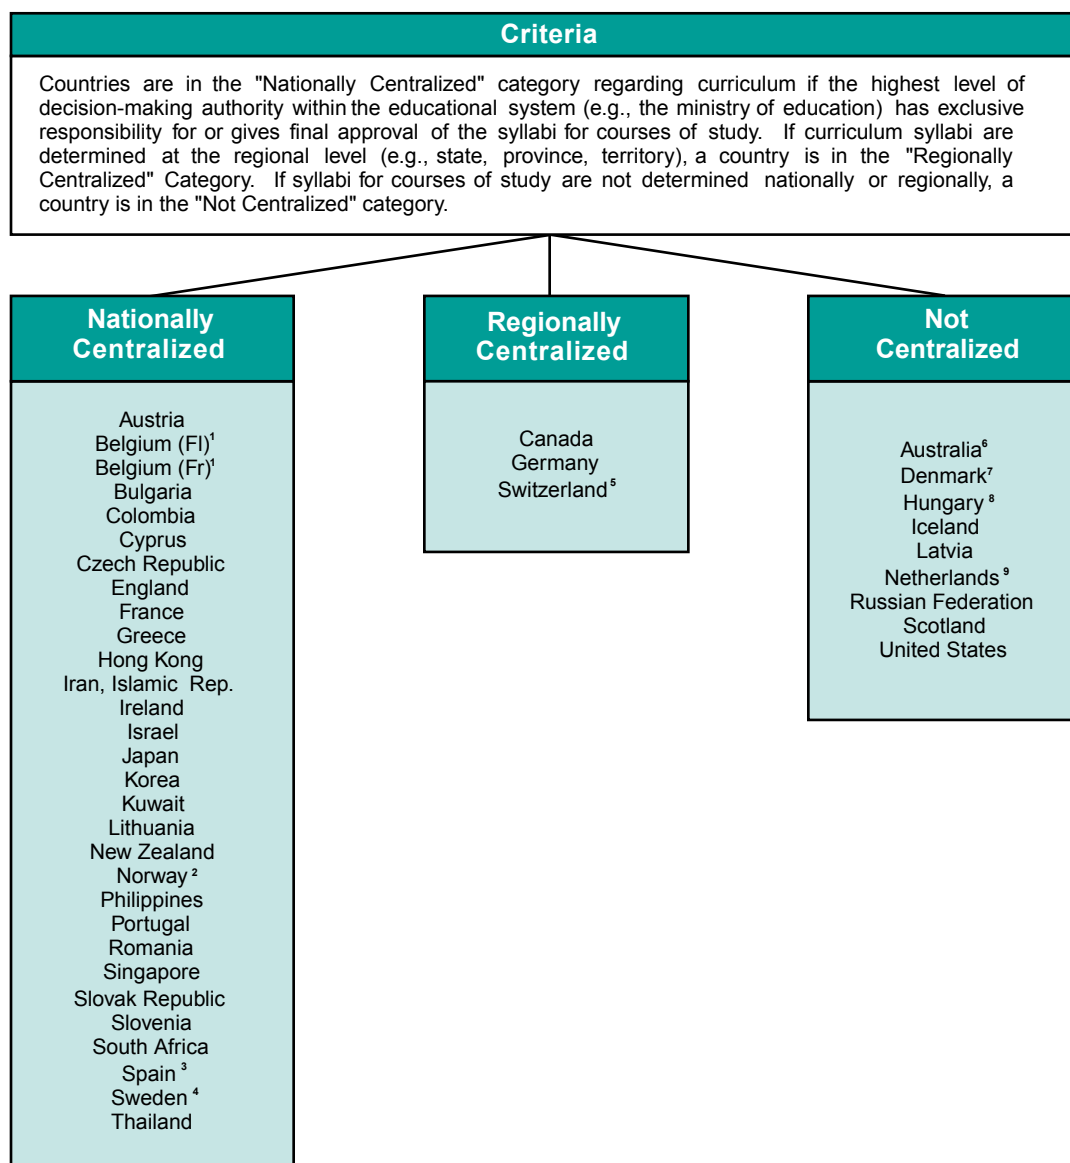 Criteria
Countries are in the "Nationally Centralized" category regarding curriculum if the highest level of
decision-making authority within the educational system (e.g., the ministry of education) has exclusive
responsibility for or gives final approval of the syllabi for courses of study. If curriculum syllabi are
determined at the regional level (e.g., state, province, territory), a country is in the "Regionally
Centralized" Category. If syllabi for courses of study are not determined nationally or regionally, a
country is in the "Not Centralized" category.
Nationally
Centralized
Austria
Belgium (Fl)¹
Belgium (Fr)¹
Bulgaria
Colombia
Cyprus
Czech Republic
England
France
Greece
Hong Kong
Iran, Islamic Rep.
Ireland
Israel
Japan
Korea
Kuwait
Lithuania
New Zealand
Norway ²
Philippines
Portugal
Romania
Singapore
Slovak Republic
Slovenia
South Africa
Spain ³
Sweden ⁴
Thailand
Regionally
Centralized
Canada
Germany
Switzerland ⁵
Not
Centralized
Australia⁶
Denmark⁷
Hungary ⁸
Iceland
Latvia
Netherlands ⁹
Russian Federation
Scotland
United States